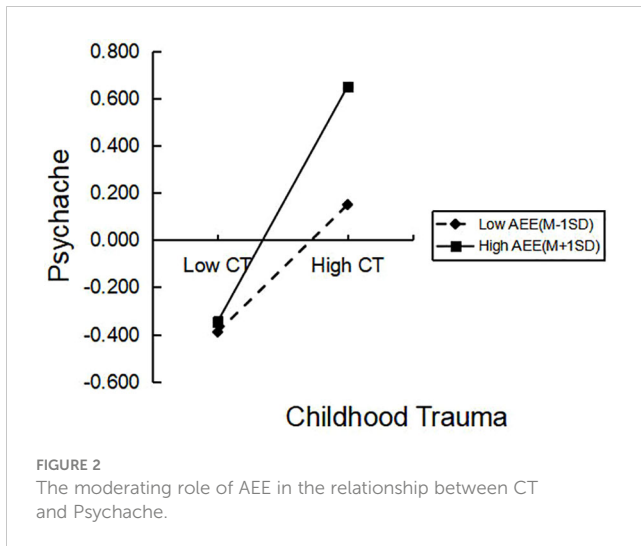 0.800
0.600
0.400
0.200
0.000
-0.200
-0.400
-0.600
Psychache
Low CT
High CT
Childhood Trauma
Low AEE(M-1SD)
High AEE(M+1SD)
FIGURE 2
The moderating role of AEE in the relationship between CT
and Psychache.